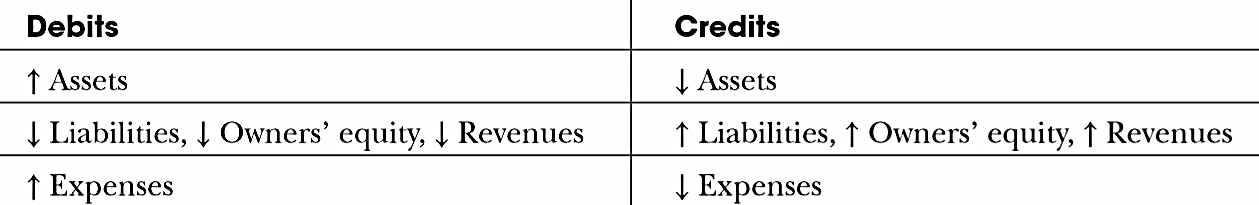 Debits Credits
↑ Assets ↓ Assets
↓ Liabilities, ↓ Owners’ equity, ↓ Revenues ↑ Liabilities, ↑ Owners’ equity, ↑ Revenues
↑ Expenses ↓ Expenses